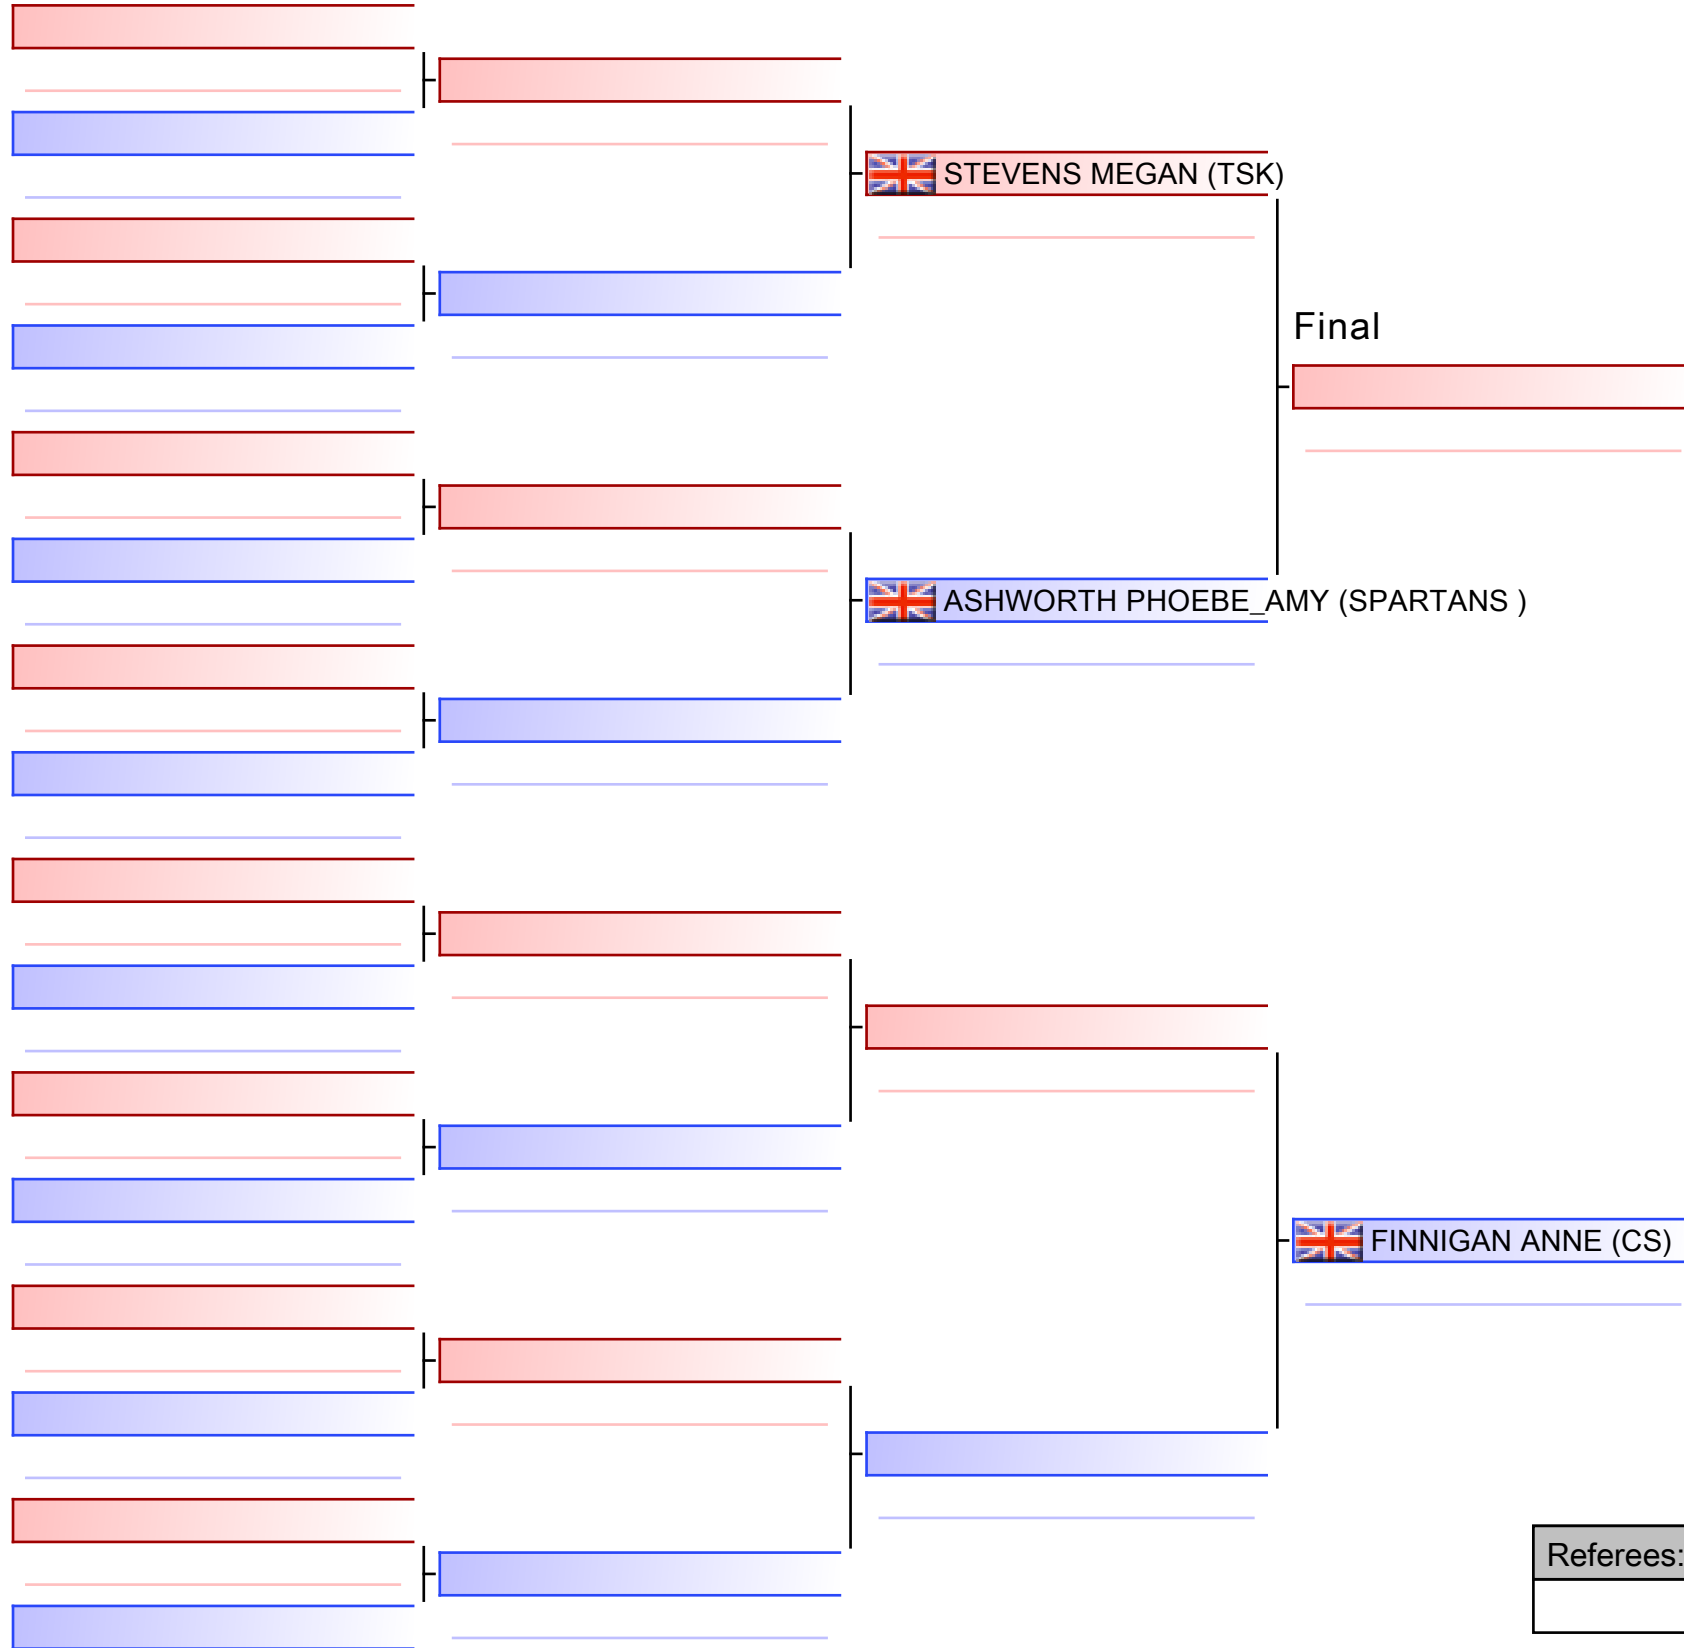 STEVENS MEGAN (TSK)
Final
ASHWORTH PHOEBE_AMY (SPARTANS )
FINNIGAN ANNE (CS)
Referees: